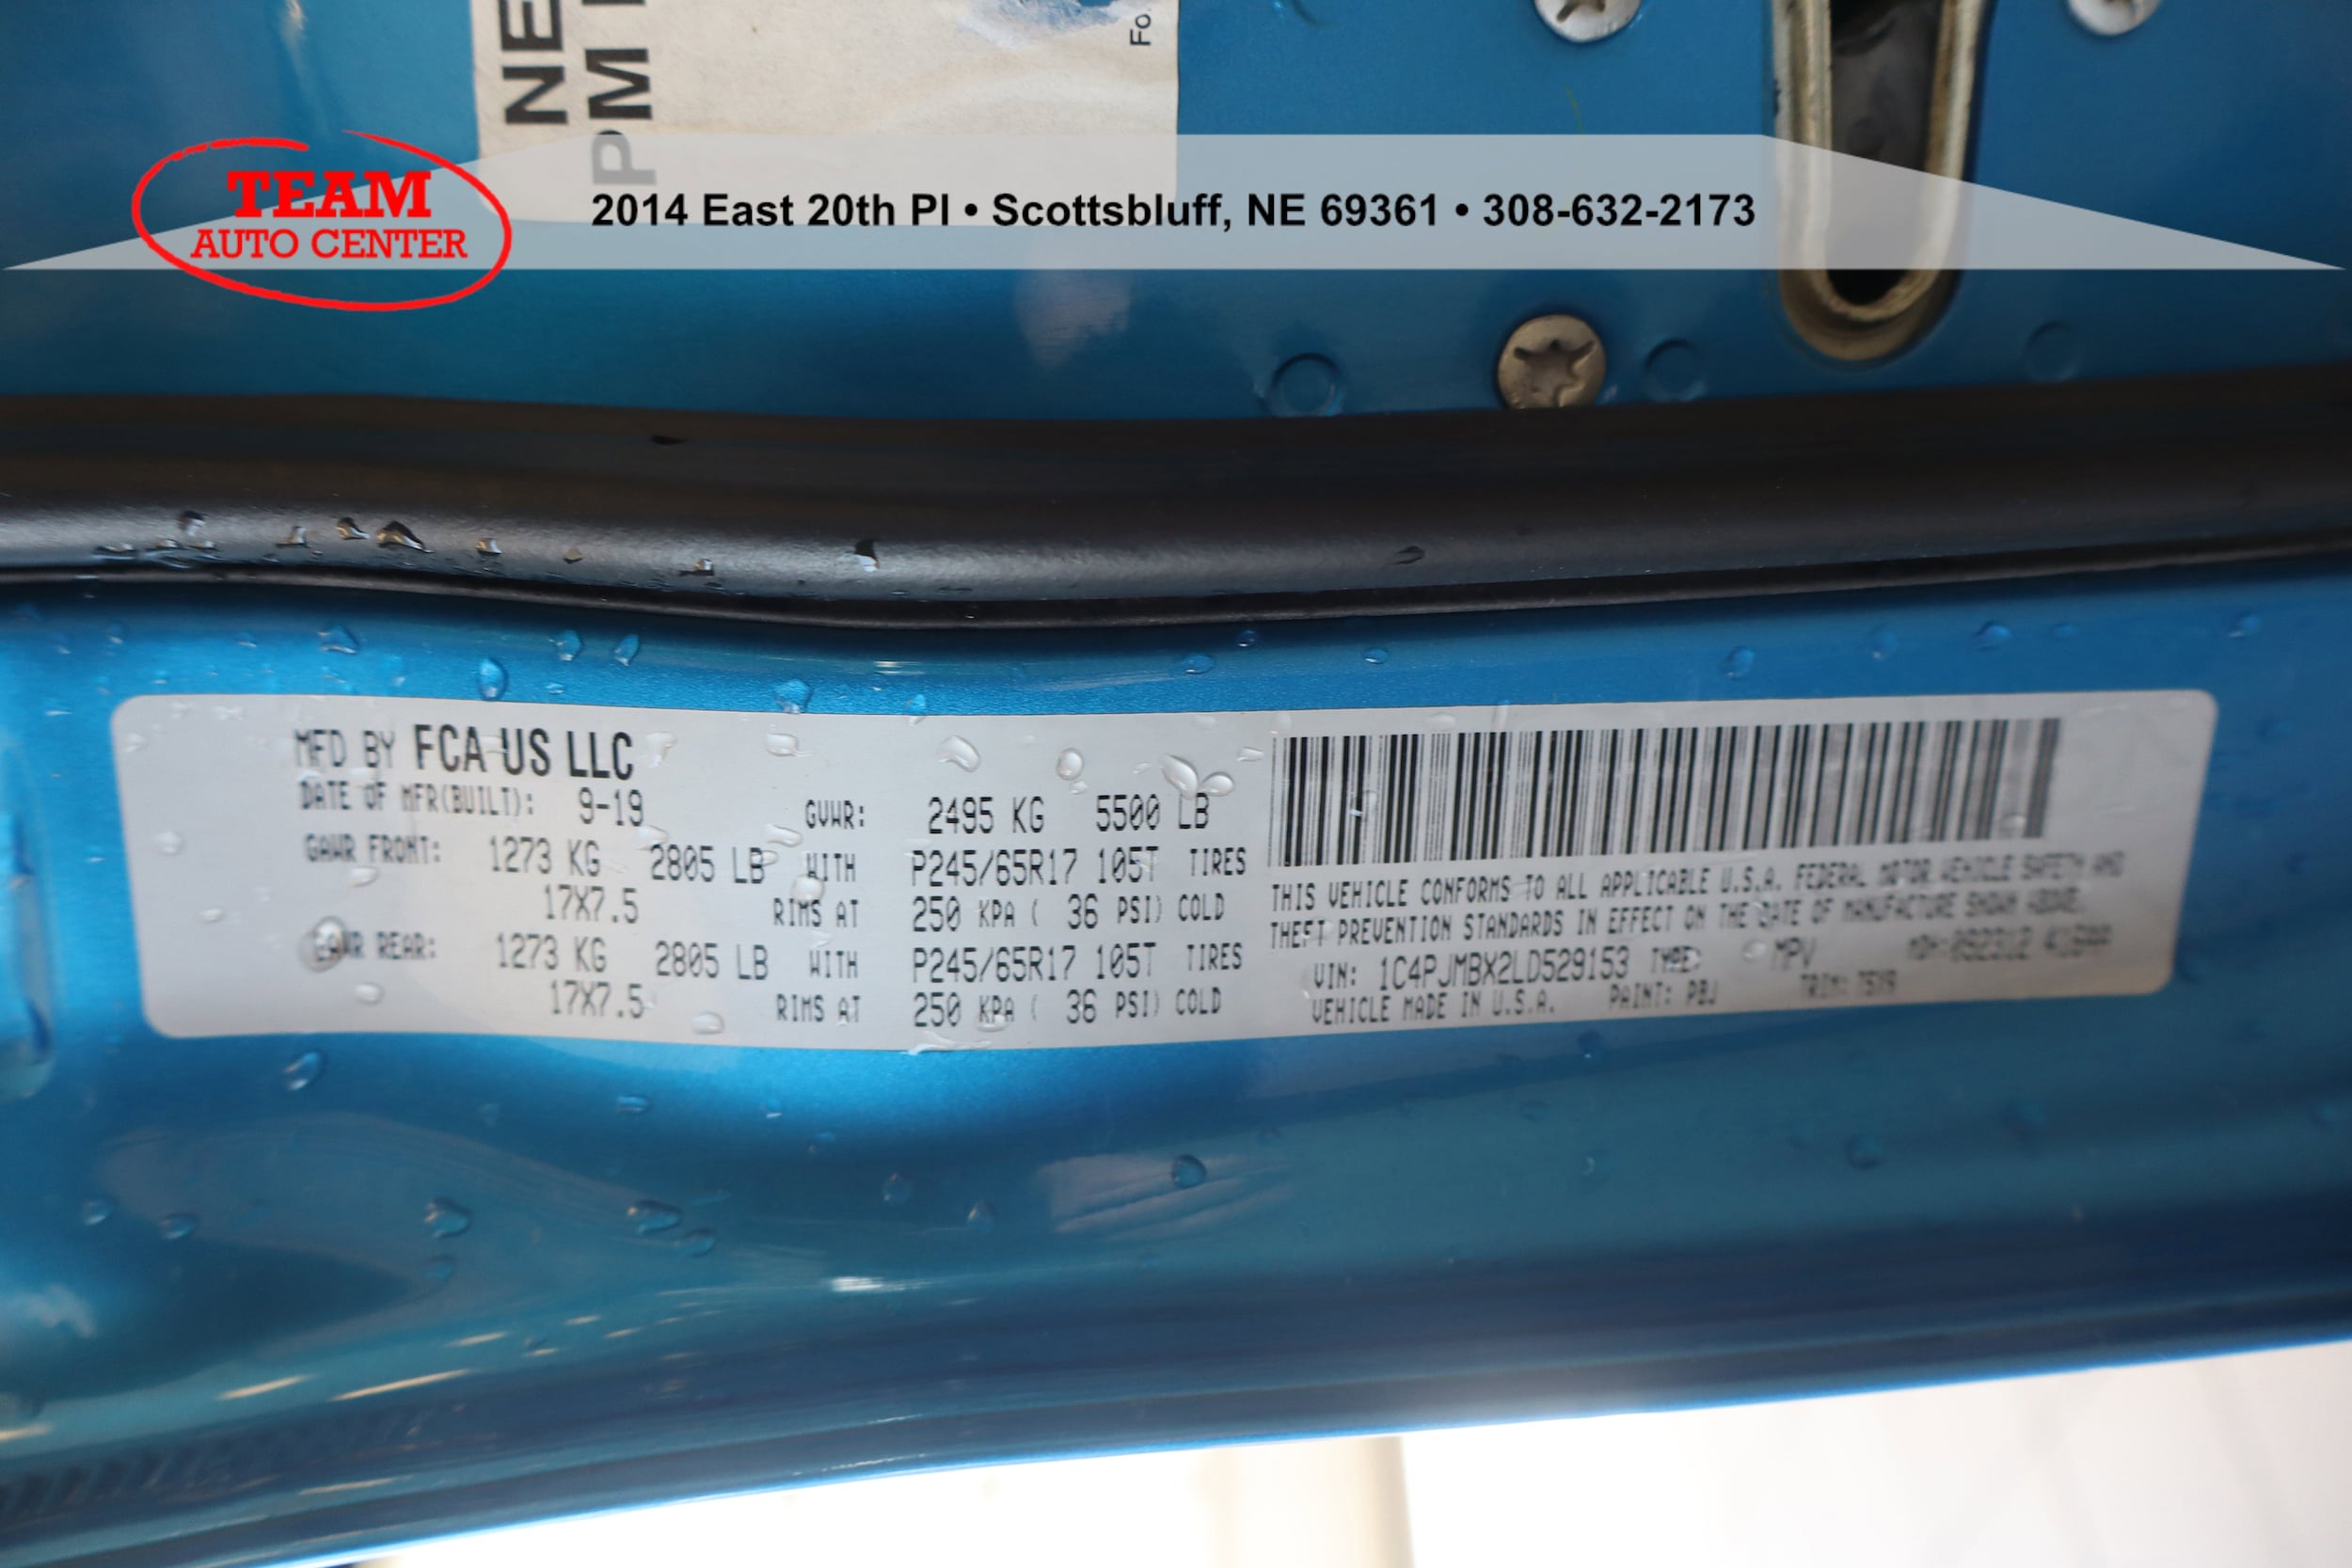 NE
PM
Fo
TEAM
AUTO CENTER
2014 East 20th Pl • Scottsbluff, NE 69361 • 308-632-2173
MFD BY FCA US LLC
DATE OF MFR(BUILT): 9-19
GVWR: 2495 KG 5500 LB
GAWR FRONT: 1273 KG 2805 LB WITH P245/65R17 105T TIRES
17X7.5 RIMS AT 250 KPA ( 36 PSI) COLD
GAWR REAR: 1273 KG 2805 LB WITH P245/65R17 105T TIRES
17X7.5 RIMS AT 250 KPA ( 36 PSI) COLD
THIS VEHICLE CONFORMS TO ALL APPLICABLE U.S.A. FEDERAL MOTOR VEHICLE SAFETY AND
THEFT PREVENTION STANDARDS IN EFFECT ON THE DATE OF MANUFACTURE SHOWN ABOVE.
VIN: 1C4PJMBX2LD529153 TYPE: MPV MDH:
VEHICLE MADE IN U.S.A. PAINT: PBJ TRIM: